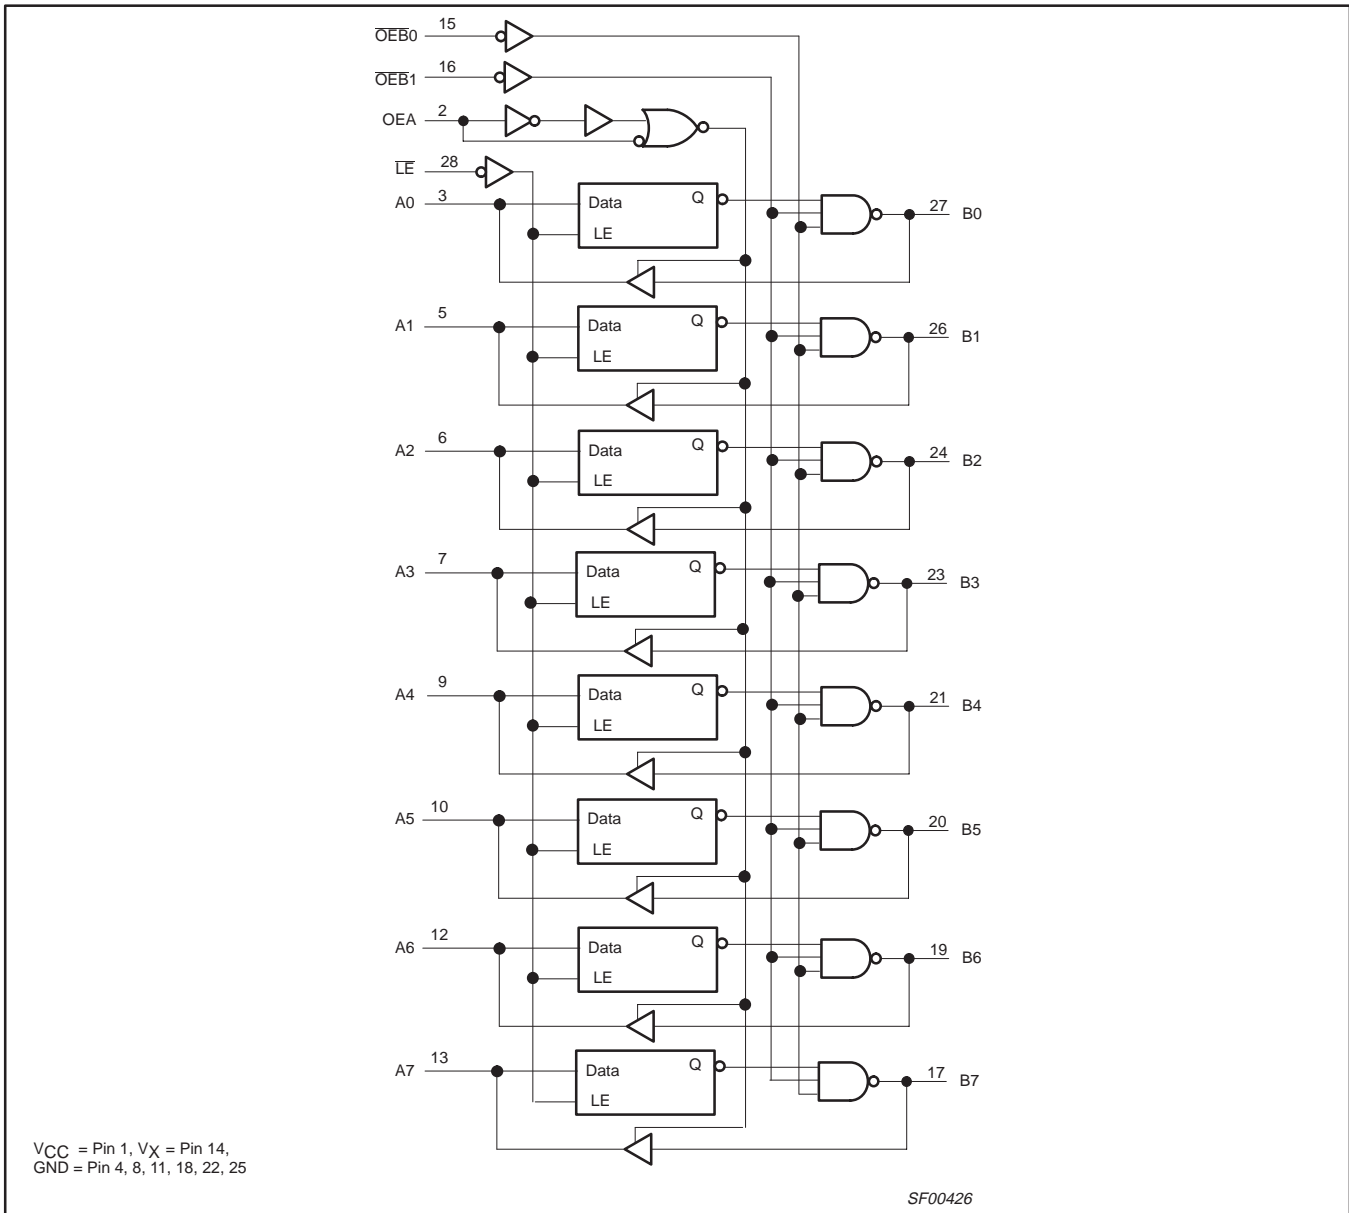 OEB0 15
OEB1 16
OEA 2
LE 28
A0 3 Data Q LE 27 B0
A1 5 Data Q LE 26 B1
A2 6 Data Q LE 24 B2
A3 7 Data Q LE 23 B3
A4 9 Data Q LE 21 B4
A5 10 Data Q LE 20 B5
A6 12 Data Q LE 19 B6
A7 13 Data Q LE 17 B7
VCC = Pin 1, VX = Pin 14,
GND = Pin 4, 8, 11, 18, 22, 25
SF00426